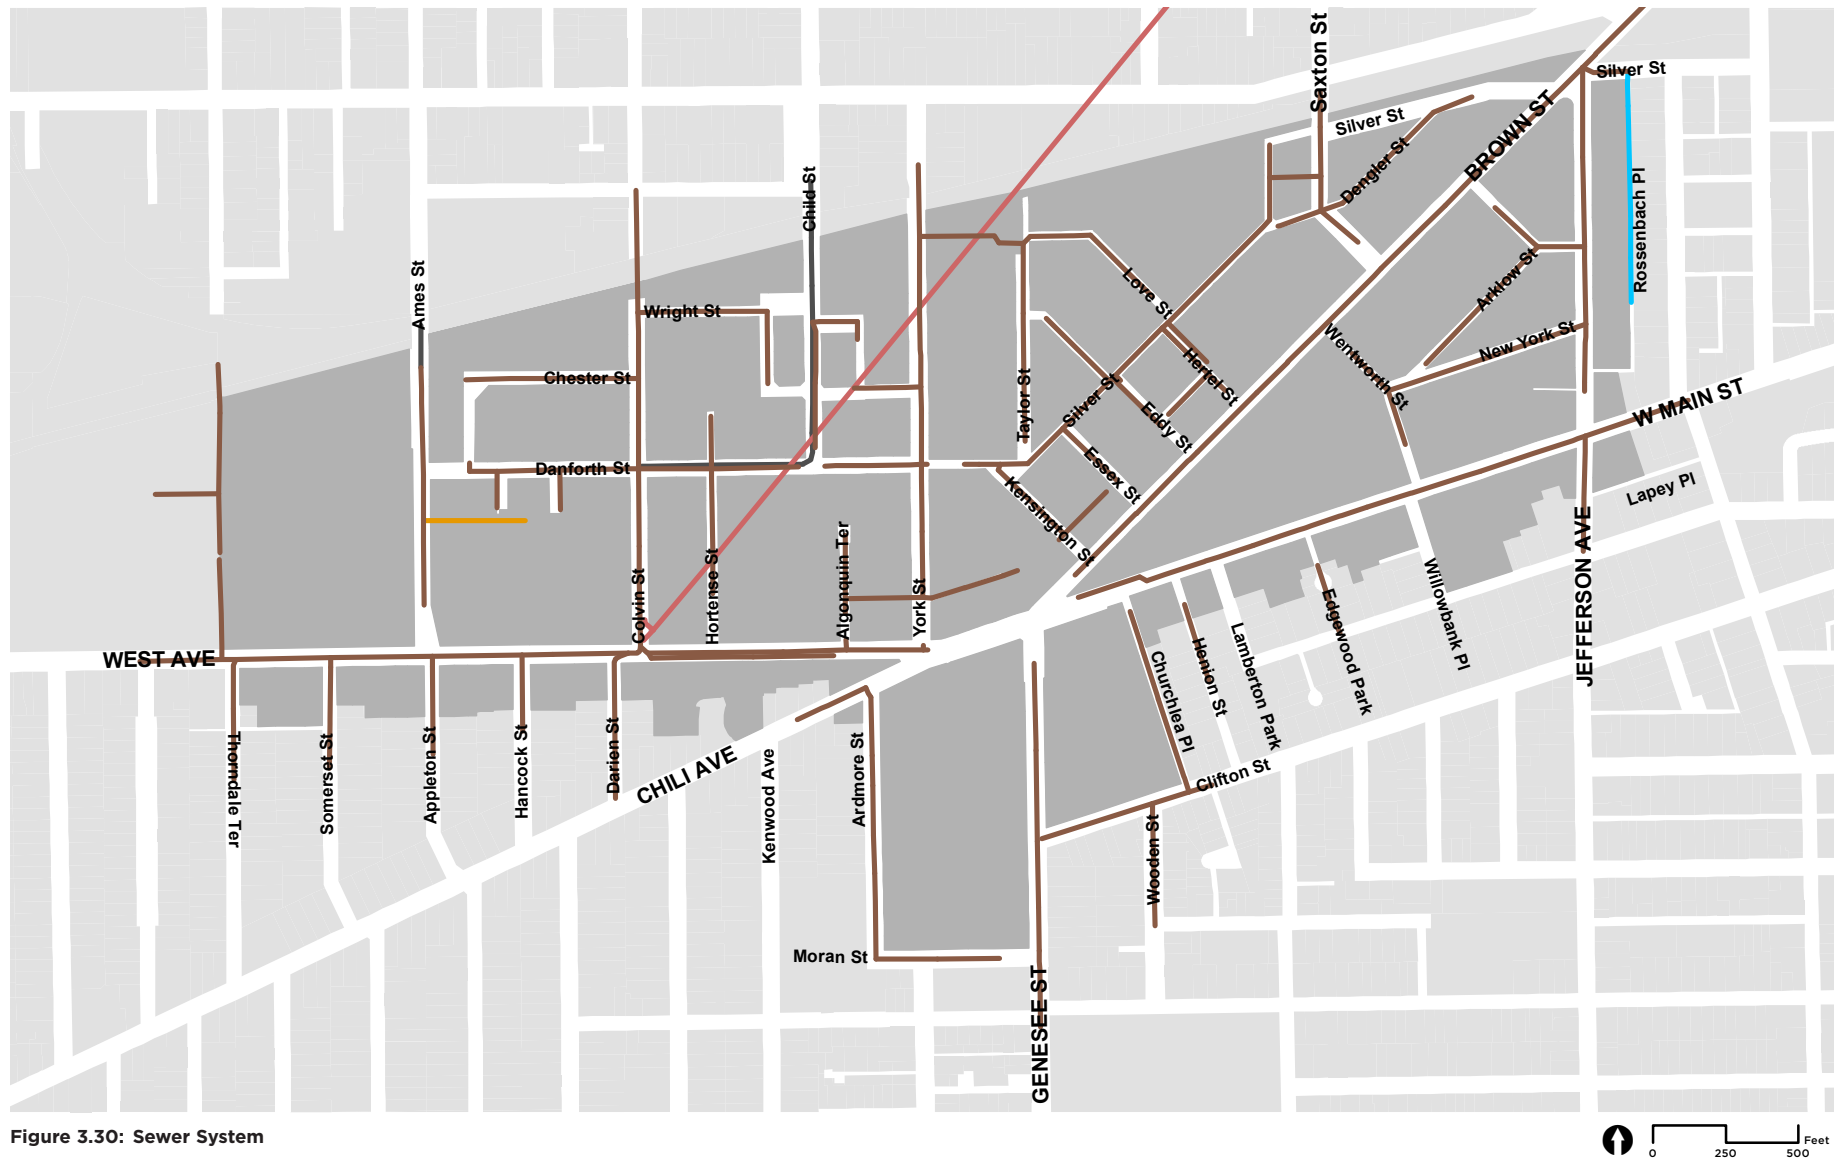 Saxton St
Silver St
Silver St
BROWN ST
Dengler St
Child St
Rossenbach Pl
Ames St
Love St
Arklow St
Wright St
New York St
Wentworth St
Hertel St
Chester St
Taylor St
Silver St
Eddy St
W MAIN ST
Danforth St
Essex St
Kensington St
Lapey Pl
JEFFERSON AVE
Colvin St
Hortense St
Algonquin Ter
York St
Willowbank Pl
Edgewood Park
Lamberton Park
Henion St
Churchlea Pl
WEST AVE
Thorndale Ter
Somerset St
Appleton St
Hancock St
Darien St
CHILI AVE
Kenwood Ave
Ardmore St
Clifton St
Wooden St
Moran St
GENESEE ST
Figure 3.30: Sewer System
0 250 500 Feet